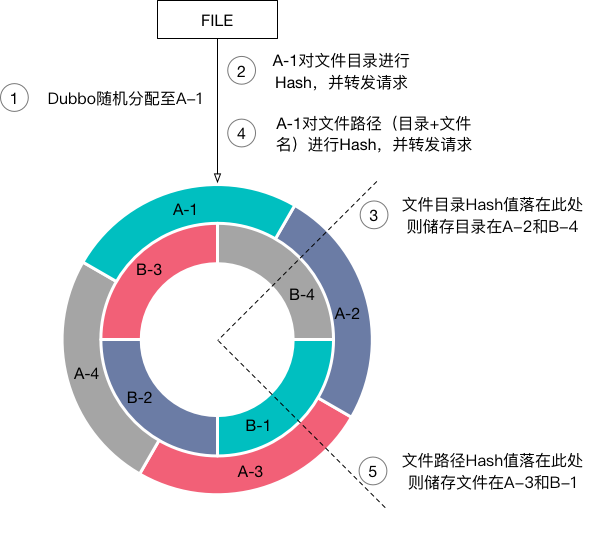 FILE
1
Dubbo随机分配至A-1
2
A-1对文件目录进行
Hash，并转发请求
4
A-1对文件路径（目录+文件
名）进行Hash，并转发请求
3
文件目录Hash值落在此处
则储存目录在A-2和B-4
A-1
B-3
B-4
A-2
A-4
B-2
B-1
A-3
5
文件路径Hash值落在此处
则储存文件在A-3和B-1